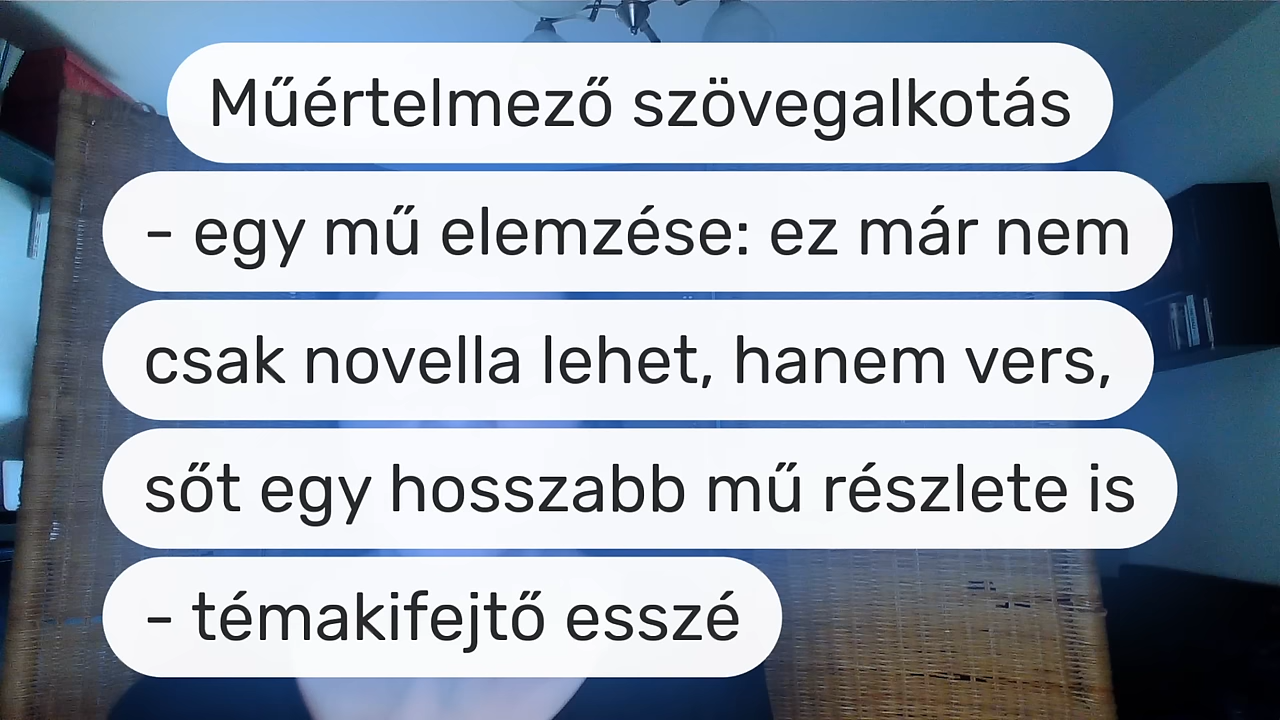 Műértelmező szövegalkotás
- egy mű elemzése: ez már nem
csak novella lehet, hanem vers,
sőt egy hosszabb mű részlete is
- témakifejtő esszé